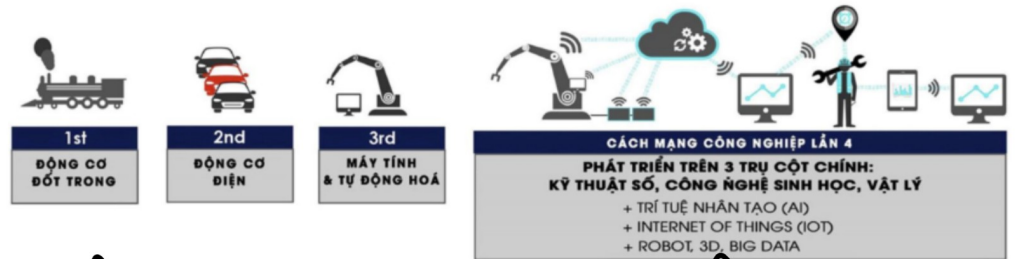 1st
ĐỘNG CƠ
ĐỐT TRONG
2nd
ĐỘNG CƠ
ĐIỆN
3rd
MÁY TÍNH
& TỰ ĐỘNG HOÁ
CÁCH MẠNG CÔNG NGHIỆP LẦN 4
PHÁT TRIỂN TRÊN 3 TRỤ CỘT CHÍNH:
KỸ THUẬT SỐ, CÔNG NGHỆ SINH HỌC, VẬT LÝ
+ TRÍ TUỆ NHÂN TẠO (AI)
+ INTERNET OF THINGS (IOT)
+ ROBOT, 3D, BIG DATA